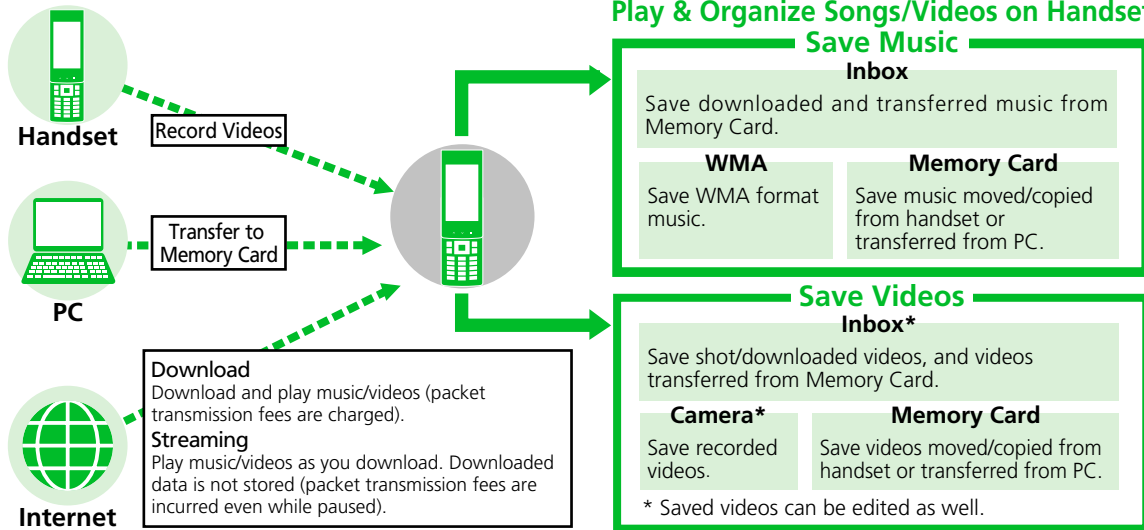 Play & Organize Songs/Videos on Handse
Handset
Record Videos
PC
Transfer to
Memory Card
Internet
Download
Download and play music/videos (packet
transmission fees are charged).
Streaming
Play music/videos as you download. Downloaded
data is not stored (packet transmission fees are
incurred even while paused).
Save Music
Inbox
Save downloaded and transferred music from
Memory Card.
WMA
Save WMA format
music.
Memory Card
Save music moved/copied
from handset or
transferred from PC.
Save Videos
Inbox*
Save shot/downloaded videos, and videos
transferred from Memory Card.
Camera*
Save recorded
videos.
Memory Card
Save videos moved/copied from
handset or transferred from PC.
* Saved videos can be edited as well.